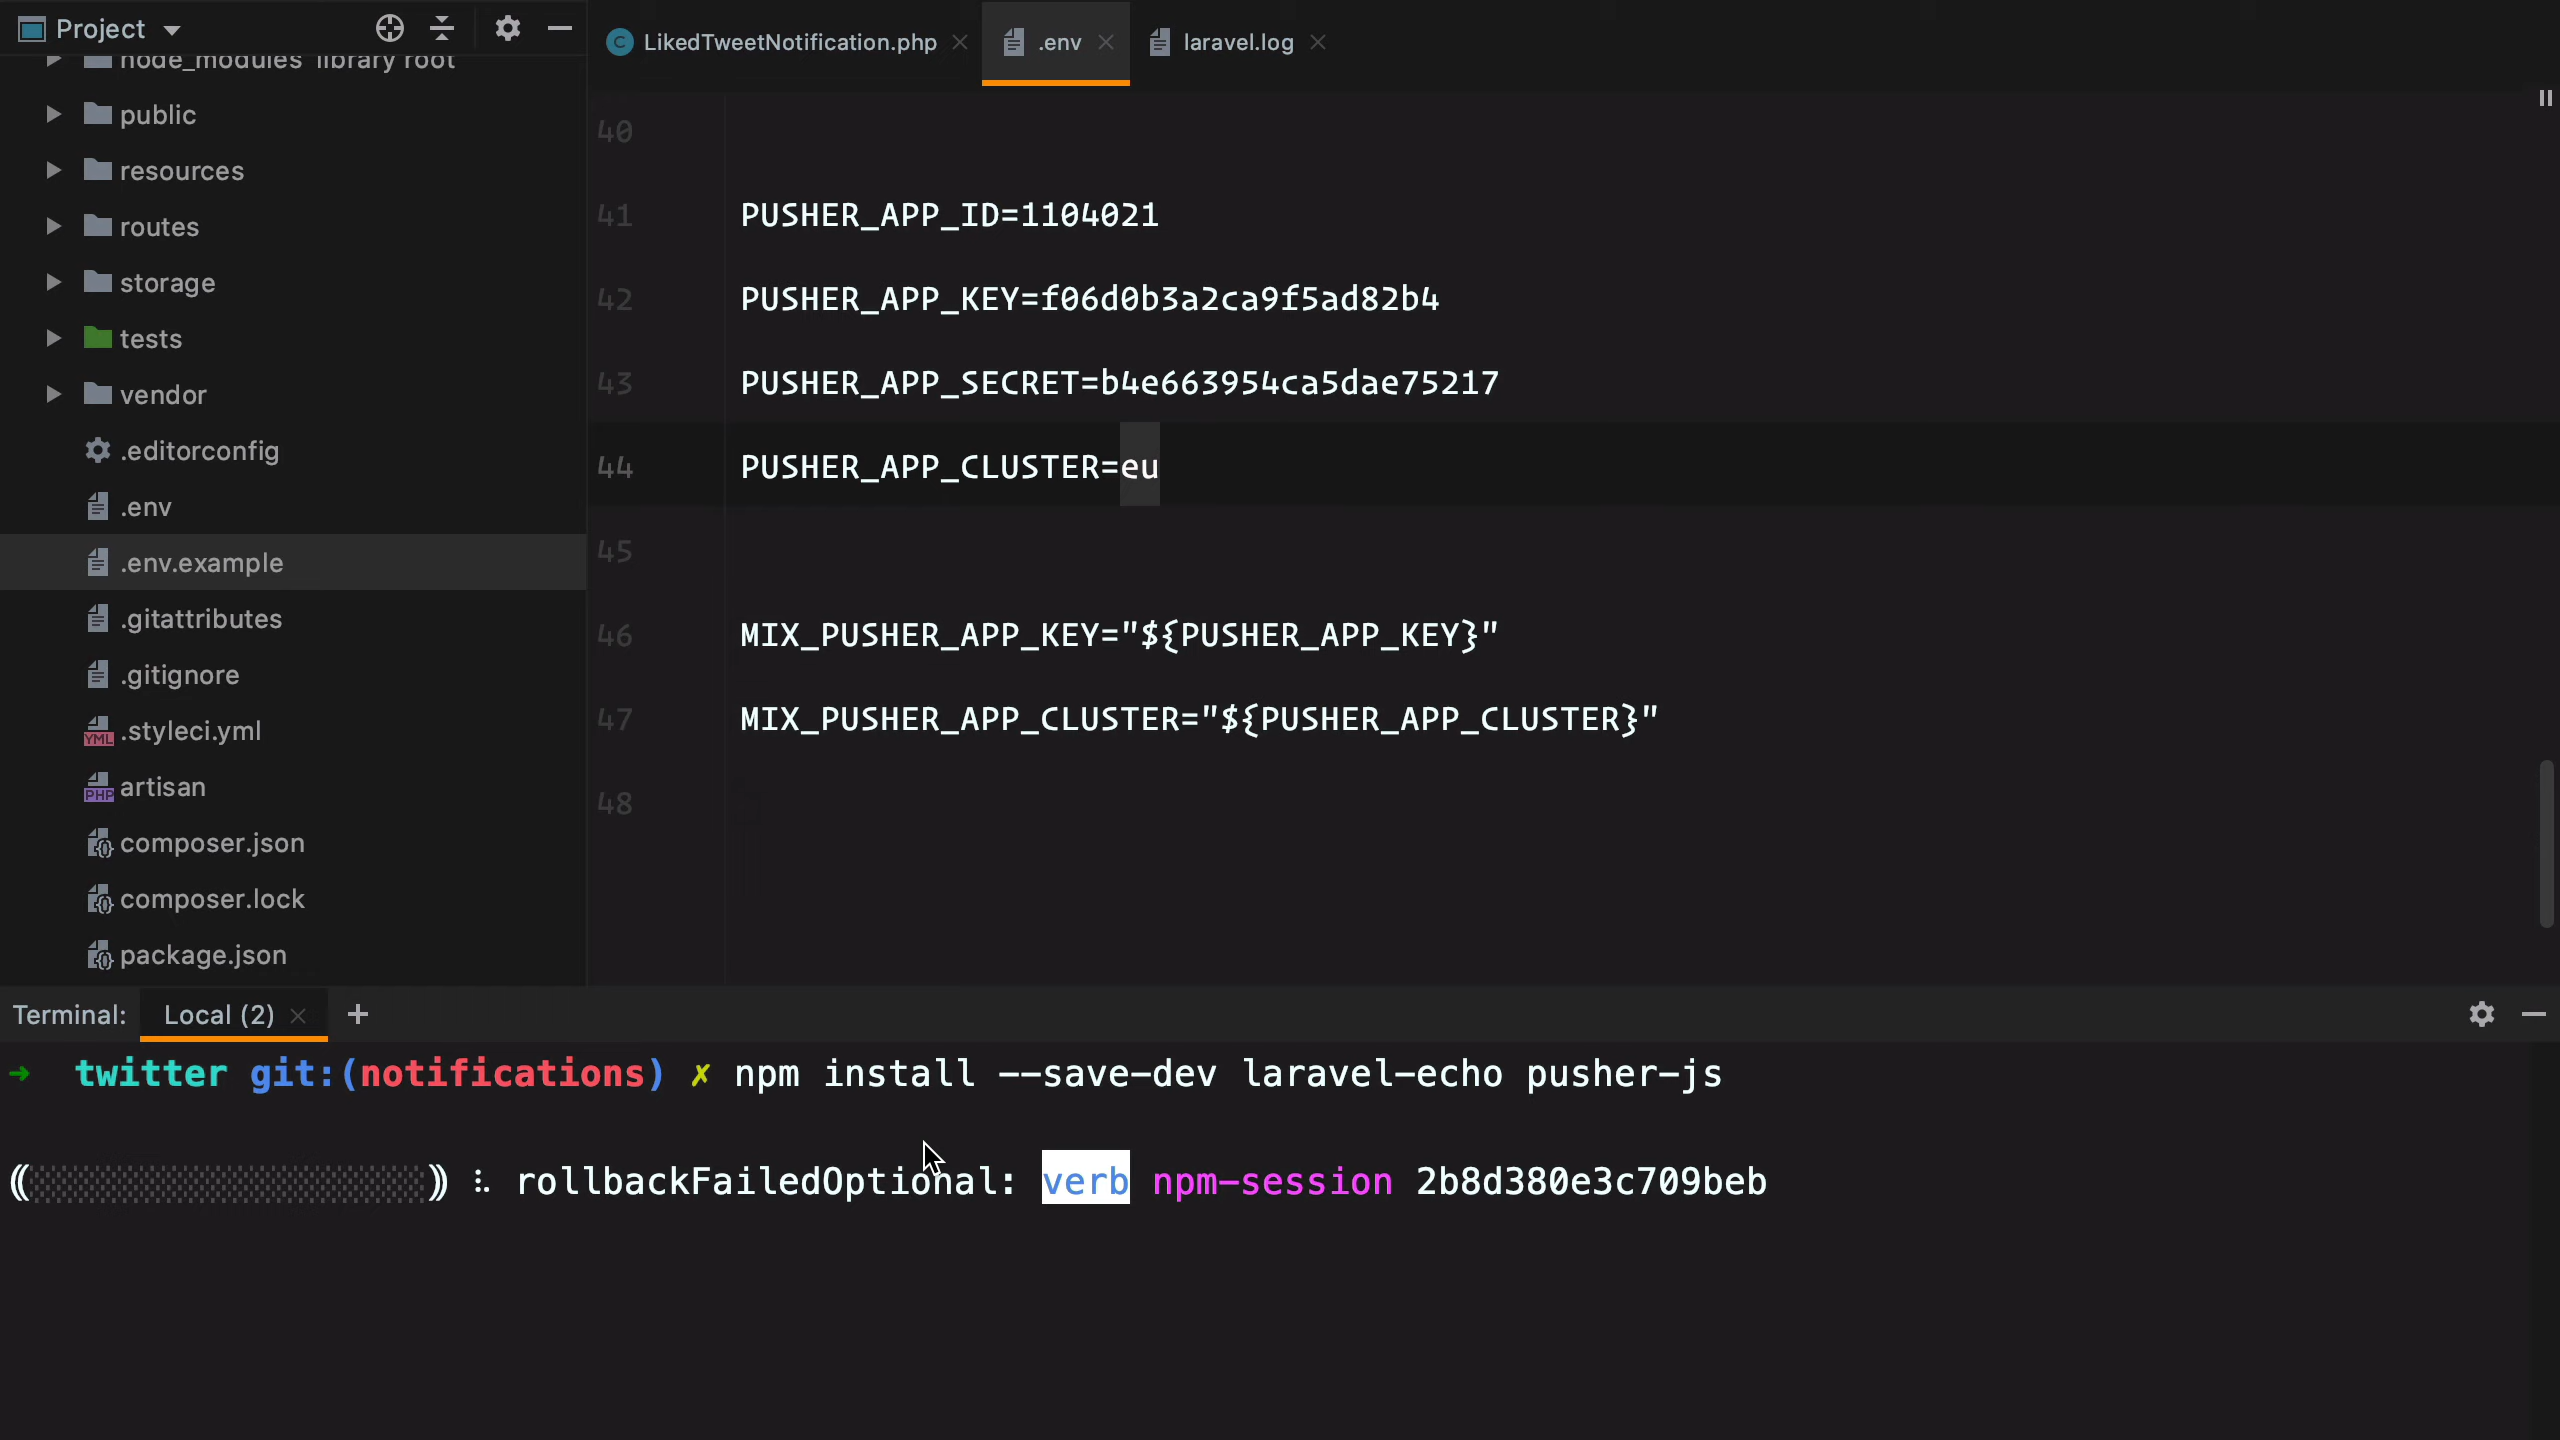 Project
node_modules library root
public
resources
routes
storage
tests
vendor
.editorconfig
.env
.env.example
.gitattributes
.gitignore
.styleci.yml
artisan
composer.json
composer.lock
package.json
LikedTweetNotification.php
.env
laravel.log
40
41 PUSHER_APP_ID=1104021
42 PUSHER_APP_KEY=f06d0b3a2ca9f5ad82b4
43 PUSHER_APP_SECRET=b4e663954ca5dae75217
44 PUSHER_APP_CLUSTER=eu
45
46 MIX_PUSHER_APP_KEY="${PUSHER_APP_KEY}"
47 MIX_PUSHER_APP_CLUSTER="${PUSHER_APP_CLUSTER}"
48
Terminal: Local (2) +
➜ twitter git:(notifications) ✗ npm install --save-dev laravel-echo pusher-js
⸨░░░░░░░░░░░░░░░░░░⸩ ⠧ rollbackFailedOptional: verb npm-session 2b8d380e3c709beb